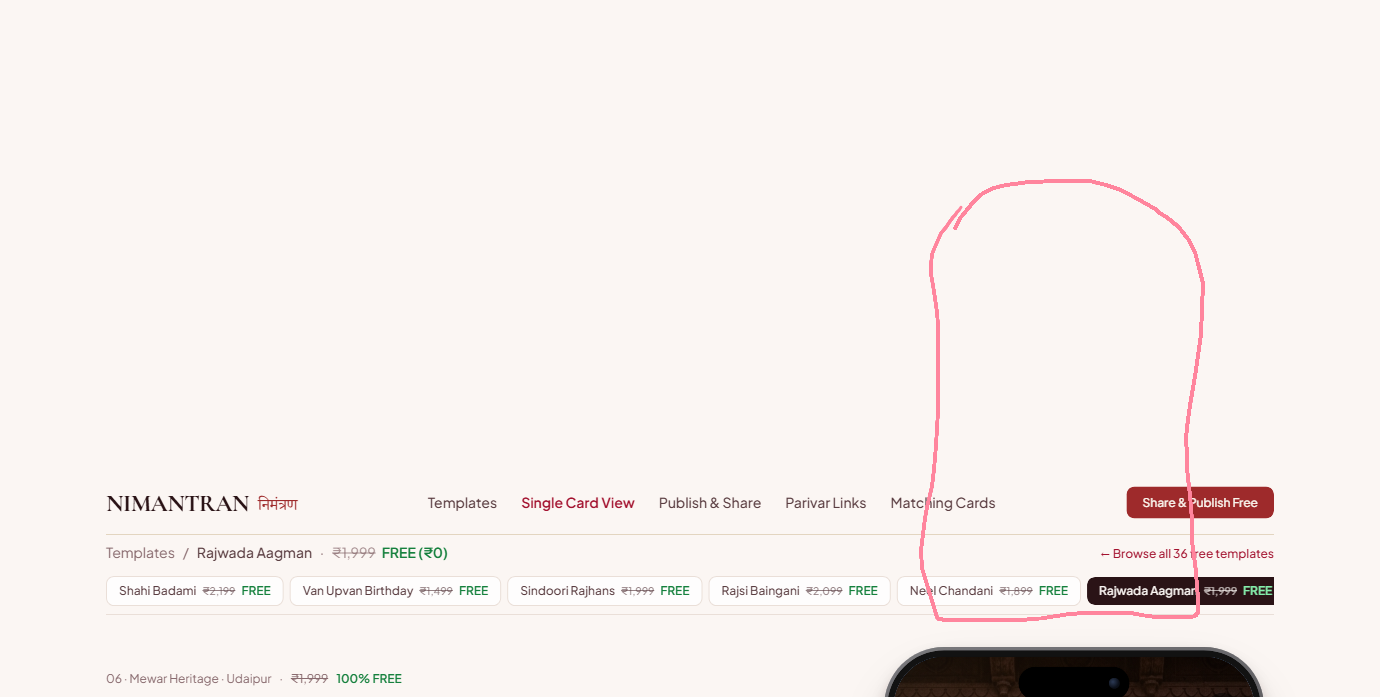 NIMANTRAN निमंत्रण Templates Single Card View Publish & Share Parivar Links Matching Cards Share & Publish Free
Templates / Rajwada Aagman · ₹1,999 FREE (₹0) ← Browse all 36 free templates
Shahi Badami ₹2,199 FREE Van Upvan Birthday ₹1,499 FREE Sindoori Rajhans ₹1,999 FREE Rajsi Baingani ₹2,099 FREE Neel Chandani ₹1,899 FREE Rajwada Aagman ₹1,999 FREE
06 · Mewar Heritage · Udaipur · ₹1,999 100% FREE